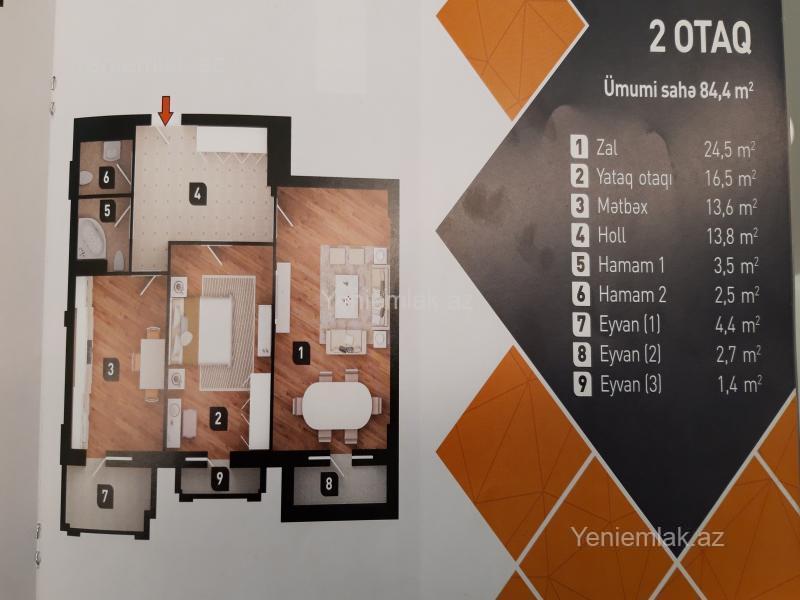 2 OTAQ
Ümumi sahə 84,4 m²
1 Zal 24,5 m²
2 Yataq otaqı 16,5 m²
3 Mətbəx 13,6 m²
4 Holl 13,8 m²
5 Hamam 1 3,5 m²
6 Hamam 2 2,5 m²
7 Eyvan (1) 4,4 m²
8 Eyvan (2) 2,7 m²
9 Eyvan (3) 1,4 m²
6
4
5
1
3
2
9
8
7
Yeniemlak.az
Yeniemlak.az
Yeniemlak.az